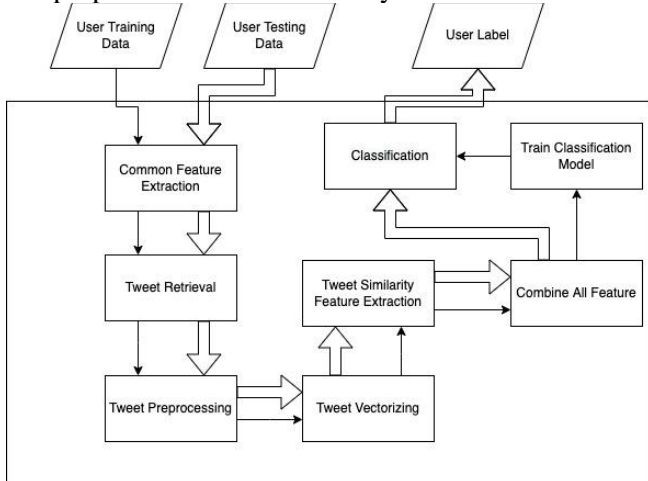 User Training
Data
User Testing
Data
User Label
Common Feature
Extraction
Classification
Train Classification
Model
Tweet Retrieval
Tweet Similarity
Feature Extraction
Combine All Feature
Tweet Preprocessing
Tweet Vectorizing